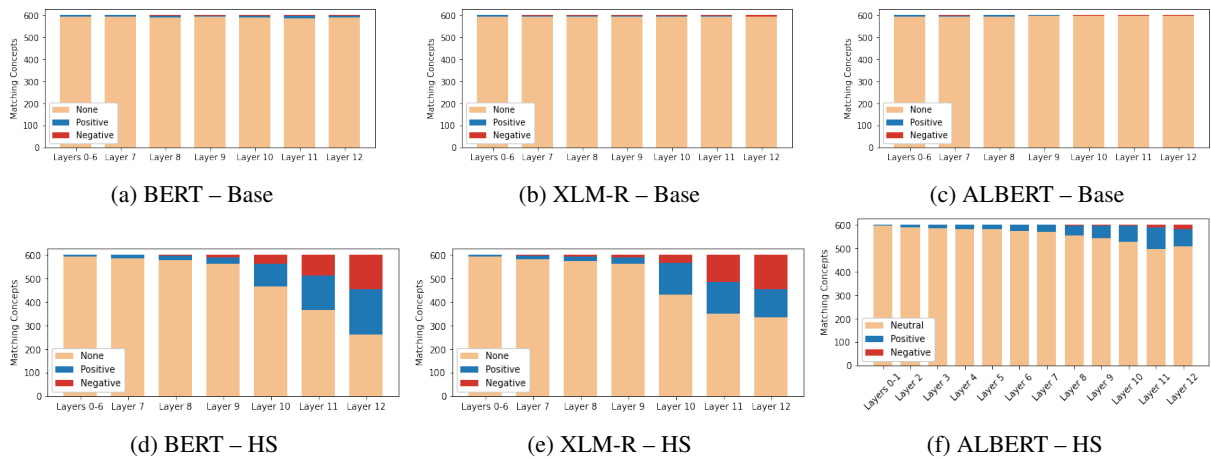 Matching Concepts
600
500
400
300
200
100
0
None
Positive
Negative
Layers 0-6 Layer 7 Layer 8 Layer 9 Layer 10 Layer 11 Layer 12
(a) BERT – Base
Matching Concepts
600
500
400
300
200
100
0
None
Positive
Negative
Layers 0-6 Layer 7 Layer 8 Layer 9 Layer 10 Layer 11 Layer 12
(b) XLM-R – Base
Matching Concepts
600
500
400
300
200
100
0
None
Positive
Negative
Layers 0-6 Layer 7 Layer 8 Layer 9 Layer 10 Layer 11 Layer 12
(c) ALBERT – Base
Matching Concepts
600
500
400
300
200
100
0
None
Positive
Negative
Layers 0-6 Layer 7 Layer 8 Layer 9 Layer 10 Layer 11 Layer 12
(d) BERT – HS
Matching Concepts
600
500
400
300
200
100
0
None
Positive
Negative
Layers 0-6 Layer 7 Layer 8 Layer 9 Layer 10 Layer 11 Layer 12
(e) XLM-R – HS
Matching Concepts
600
500
400
300
200
100
0
Neutral
Positive
Negative
Layers 0-1 Layer 2 Layer 3 Layer 4 Layer 5 Layer 6 Layer 7 Layer 8 Layer 9 Layer 10 Layer 11 Layer 12
(f) ALBERT – HS